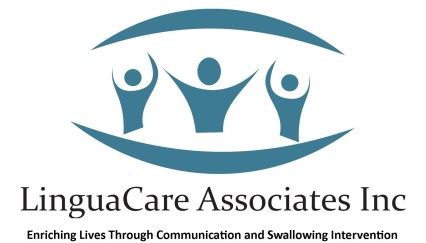 LinguaCare Associates Inc
Enriching Lives Through Communication and Swallowing Intervention